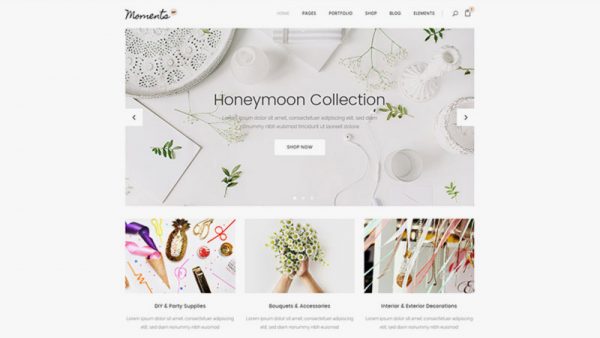 Moments
HOME PAGES PORTFOLIO SHOP BLOG ELEMENTS
Honeymoon Collection
Lorem ipsum dolor sit amet, consectetuer adipiscing elit, sed diam
nonummy nibh euismod tincidunt ut laoreet dolore
SHOP NOW
DIY & Party Supplies
Lorem ipsum dolor sit amet, consectetuer adipiscing
elit, sed diam nonummy nibh euismod
Bouquets & Accessories
Lorem ipsum dolor sit amet, consectetuer adipiscing
elit, sed diam nonummy nibh euismod
Interior & Exterior Decorations
Lorem ipsum dolor sit amet, consectetuer adipiscing
elit, sed diam nonummy nibh euismod